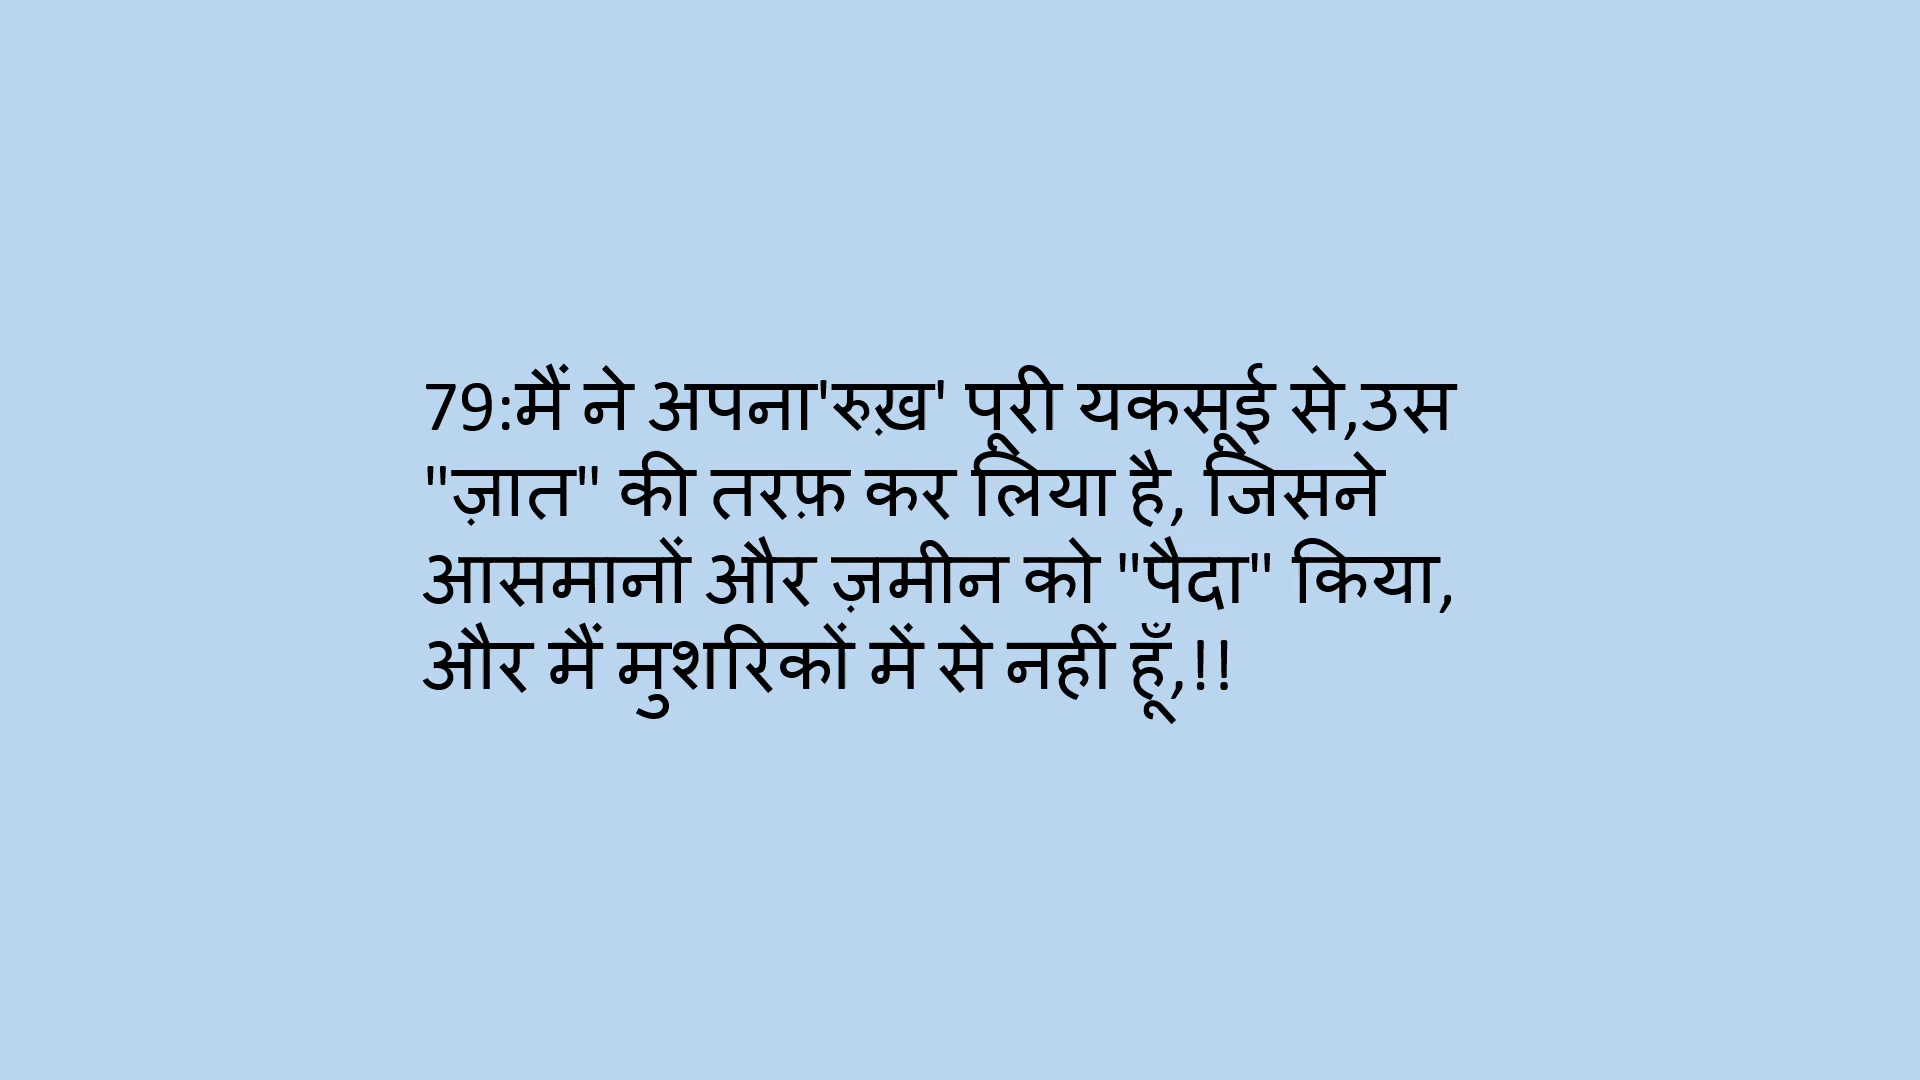 79:मैं ने अपना'रुख़' पूरी यकसूई से,उस
"ज़ात" की तरफ़ कर लिया है, जिसने
आसमानों और ज़मीन को "पैदा" किया,
और मैं मुशरिकों में से नहीं हूँ,!!